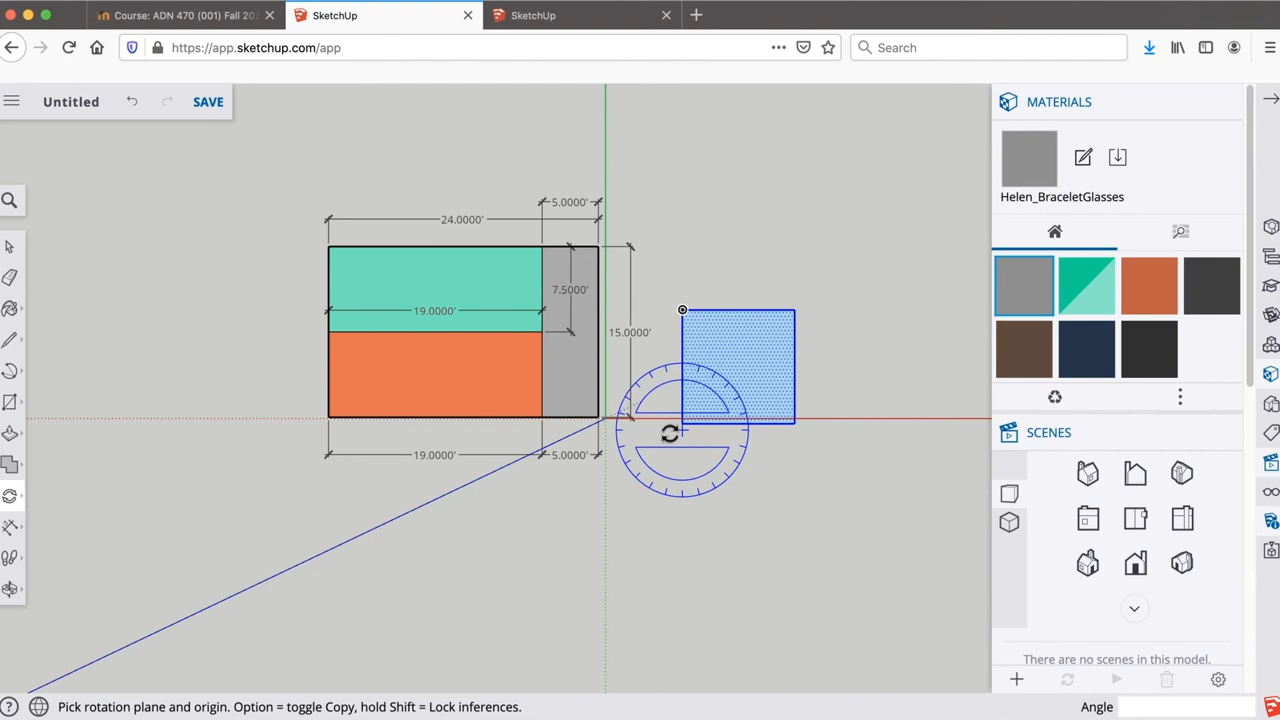 Course: ADN 470 (001) Fall 202
SketchUp
SketchUp
https://app.sketchup.com/app
Search
Untitled
SAVE
MATERIALS
Helen_BraceletGlasses
5.0000'
24.0000'
7.5000'
19.0000'
15.0000'
19.0000'
5.0000'
SCENES
There are no scenes in this model.
Pick rotation plane and origin. Option = toggle Copy, hold Shift = Lock inferences.
Angle